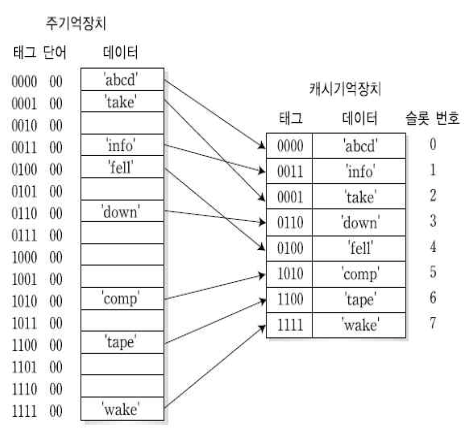 주기억장치
태그 단어 데이터
0000 00 'abcd'
0001 00 'take'
0010 00
0011 00 'info'
0100 00 'fell'
0101 00
0110 00 'down'
0111 00
1000 00
1001 00
1010 00 'comp'
1011 00
1100 00 'tape'
1101 00
1110 00
1111 00 'wake'
캐시기억장치
태그 데이터 슬롯 번호
0000 'abcd' 0
0011 'info' 1
0001 'take' 2
0110 'down' 3
0100 'fell' 4
1010 'comp' 5
1100 'tape' 6
1111 'wake' 7